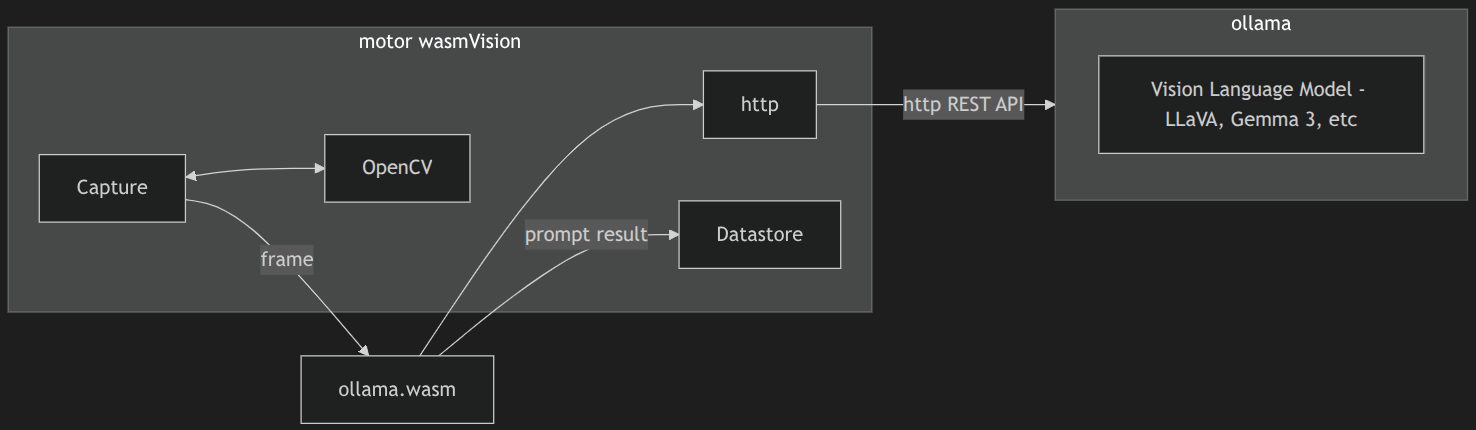 motor wasmVision
ollama
Vision Language Model -
LLaVA, Gemma 3, etc
http
http REST API
OpenCV
Capture
prompt result
Datastore
frame
ollama.wasm